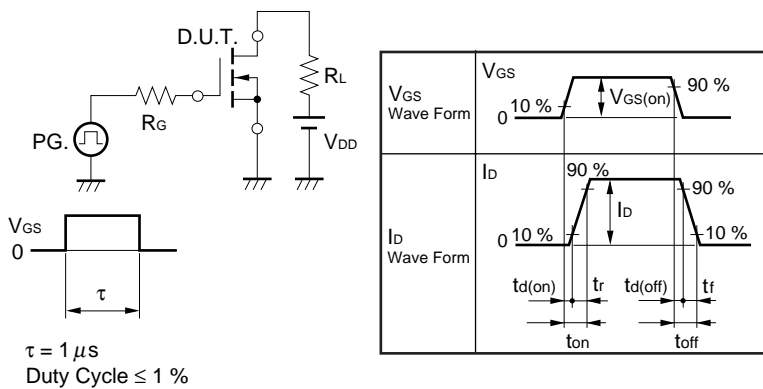 D.U.T.
RL
RG
PG.
VDD
VGS
0
τ
τ = 1 μs
Duty Cycle ≤ 1 %
VGS
Wave Form
VGS
10 %
0
VGS(on)
90 %
ID
Wave Form
ID
90 %
90 %
0
10 %
ID
10 %
td(on)
tr
td(off)
tf
ton
toff